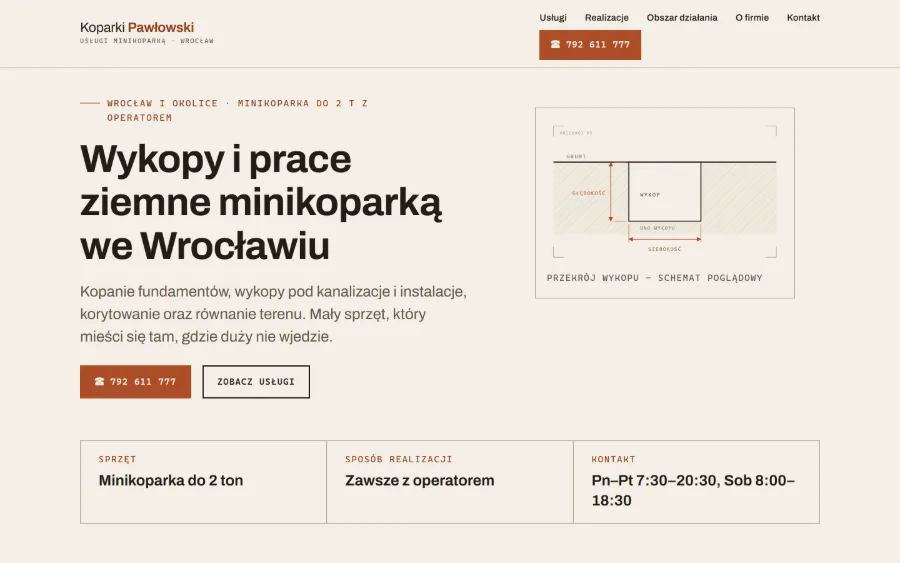 Koparki Pawłowski
USŁUGI MINIKOPARKĄ · WROCŁAW
Usługi
Realizacje
Obszar działania
O firmie
Kontakt
☎ 792 611 777
WROCŁAW I OKOLICE · MINIKOPARKA DO 2 T Z
OPERATOREM
Wykopy i prace
ziemne minikoparką
we Wrocławiu
Kopanie fundamentów, wykopy pod kanalizacje i instalacje,
korytowanie oraz równanie terenu. Mały sprzęt, który
mieści się tam, gdzie duży nie wjedzie.
☎ 792 611 777
ZOBACZ USŁUGI
GRUNT
GŁĘBOKOŚĆ
WYKOP
DNO WYKOPU
SZEROKOŚĆ
PRZEKRÓJ WYKOPU — SCHEMAT POGLĄDOWY
SPRZĘT
Minikoparka do 2 ton
SPOSÓB REALIZACJI
Zawsze z operatorem
KONTAKT
Pn–Pt 7:30–20:30, Sob 8:00–
18:30